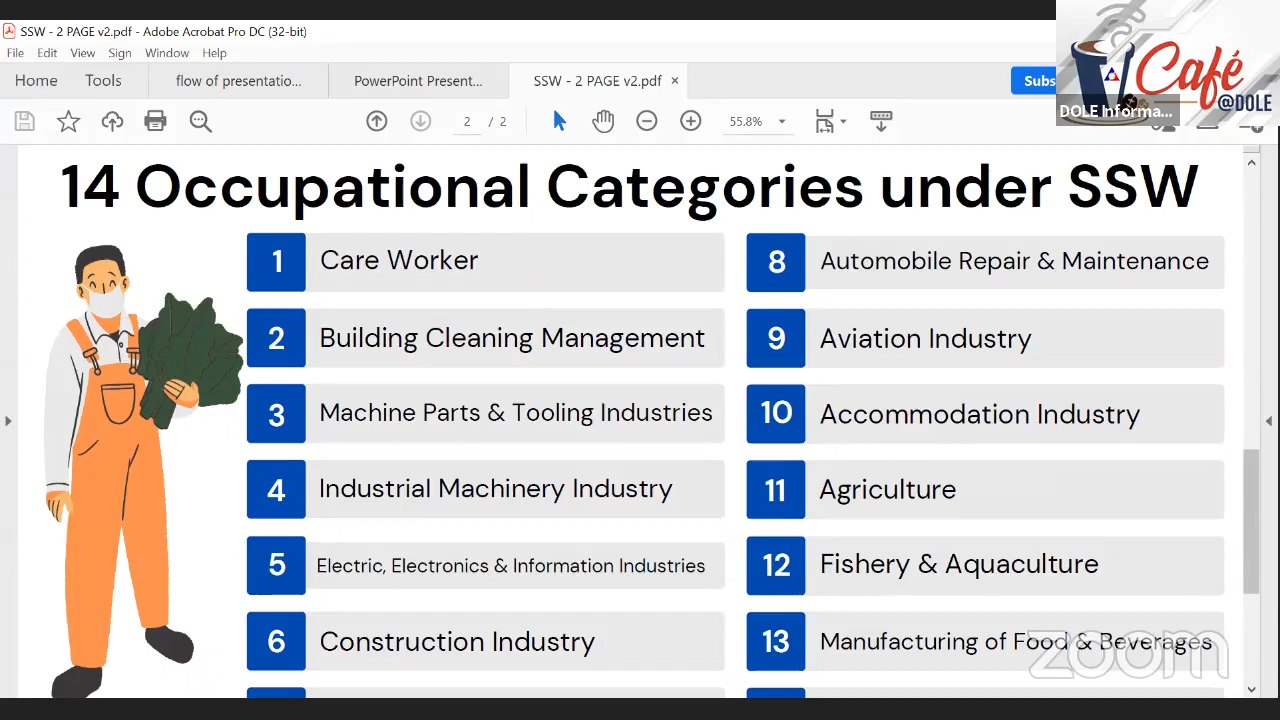 SSW - 2 PAGE v2.pdf - Adobe Acrobat Pro DC (32-bit)
File Edit View Sign Window Help
Home Tools flow of presentatio... PowerPoint Present... SSW - 2 PAGE v2.pdf × Subs
Café
@DOLE
DOLE Informa...
2 / 2 55.8%
14 Occupational Categories under SSW
1 Care Worker
2 Building Cleaning Management
3 Machine Parts & Tooling Industries
4 Industrial Machinery Industry
5 Electric, Electronics & Information Industries
6 Construction Industry
8 Automobile Repair & Maintenance
9 Aviation Industry
10 Accommodation Industry
11 Agriculture
12 Fishery & Aquaculture
13 Manufacturing of Food & Beverages
zoom